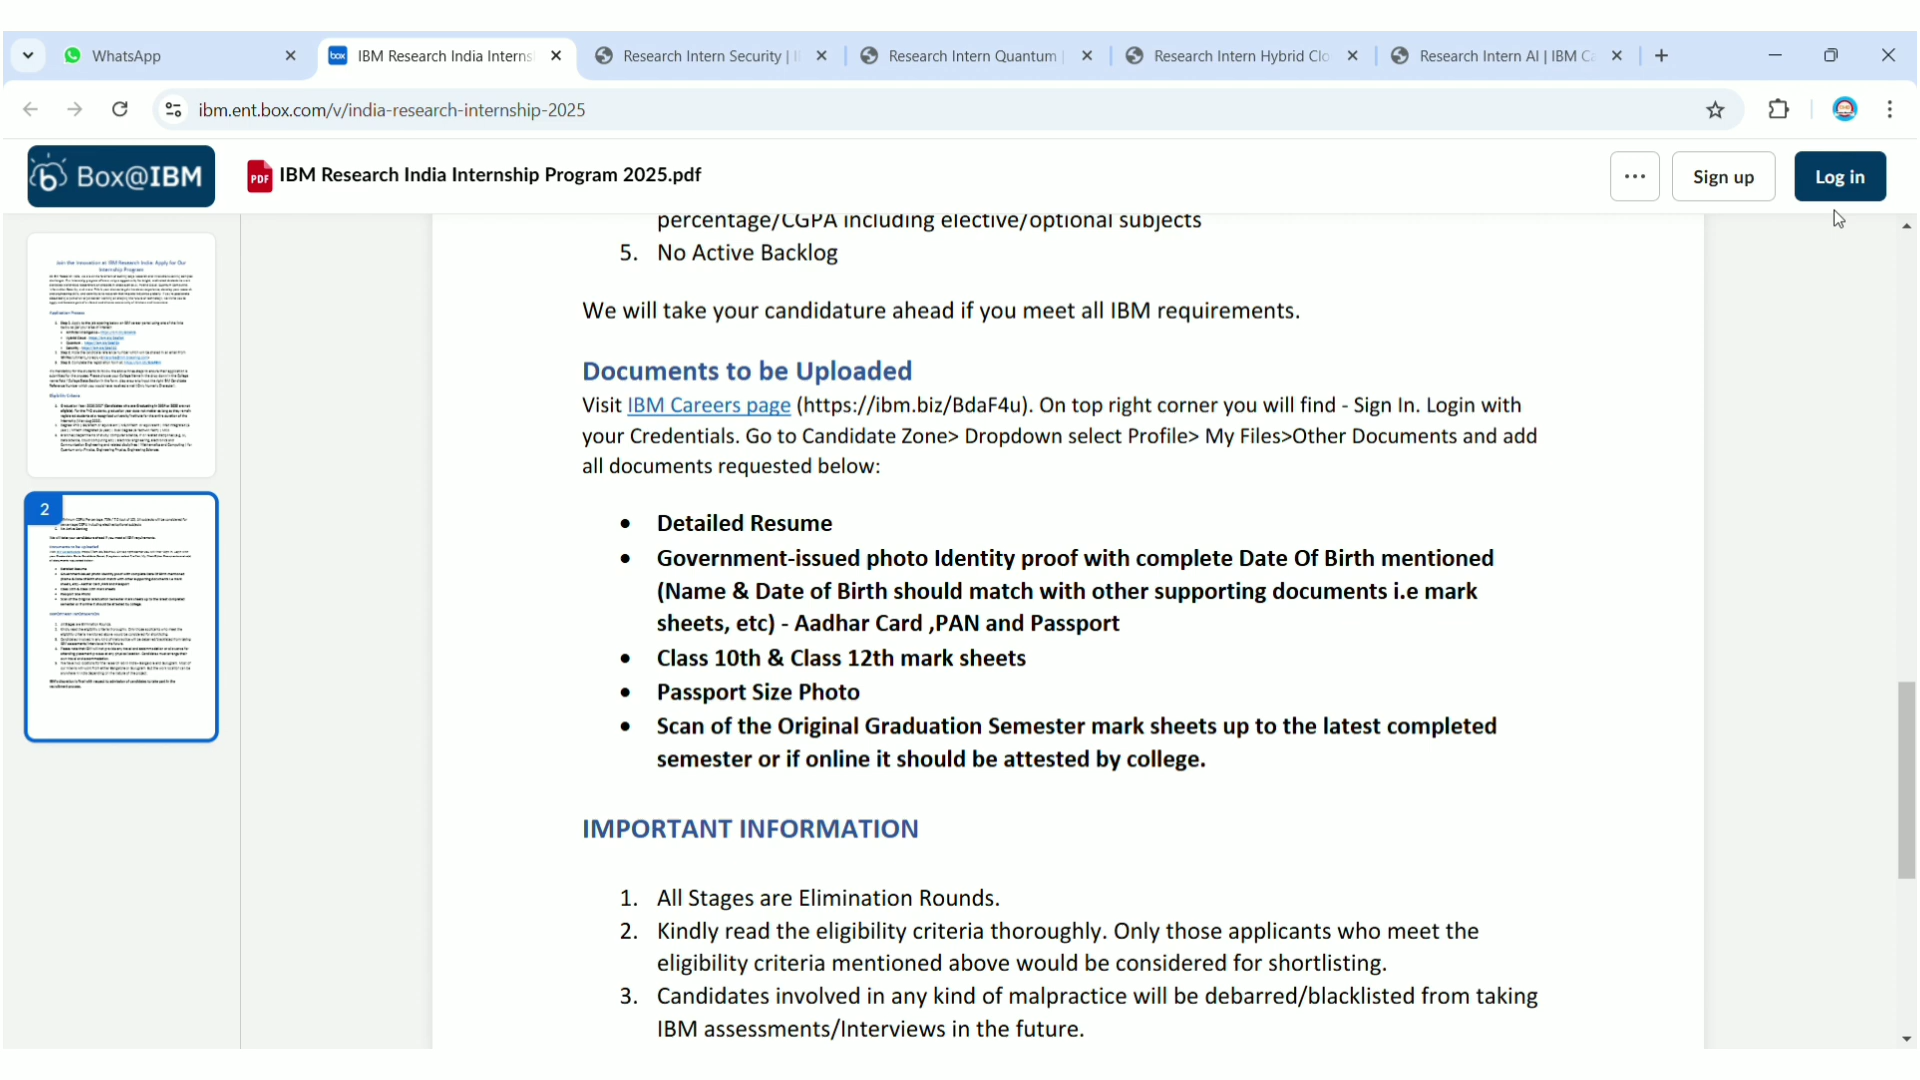 WhatsApp
IBM Research India Interns
Research Intern Security | I
Research Intern Quantum |
Research Intern Hybrid Clo
Research Intern AI | IBM Ca
ibm.ent.box.com/v/india-research-internship-2025
Box@IBM
PDF
IBM Research India Internship Program 2025.pdf
...
Sign up
Log in
2
percentage/CGPA including elective/optional subjects
5. No Active Backlog
We will take your candidature ahead if you meet all IBM requirements.
Documents to be Uploaded
Visit IBM Careers page (https://ibm.biz/BdaF4u). On top right corner you will find - Sign In. Login with
your Credentials. Go to Candidate Zone> Dropdown select Profile> My Files>Other Documents and add
all documents requested below:
• Detailed Resume
• Government-issued photo Identity proof with complete Date Of Birth mentioned
(Name & Date of Birth should match with other supporting documents i.e mark
sheets, etc) - Aadhar Card ,PAN and Passport
• Class 10th & Class 12th mark sheets
• Passport Size Photo
• Scan of the Original Graduation Semester mark sheets up to the latest completed
semester or if online it should be attested by college.
IMPORTANT INFORMATION
1. All Stages are Elimination Rounds.
2. Kindly read the eligibility criteria thoroughly. Only those applicants who meet the
eligibility criteria mentioned above would be considered for shortlisting.
3. Candidates involved in any kind of malpractice will be debarred/blacklisted from taking
IBM assessments/Interviews in the future.